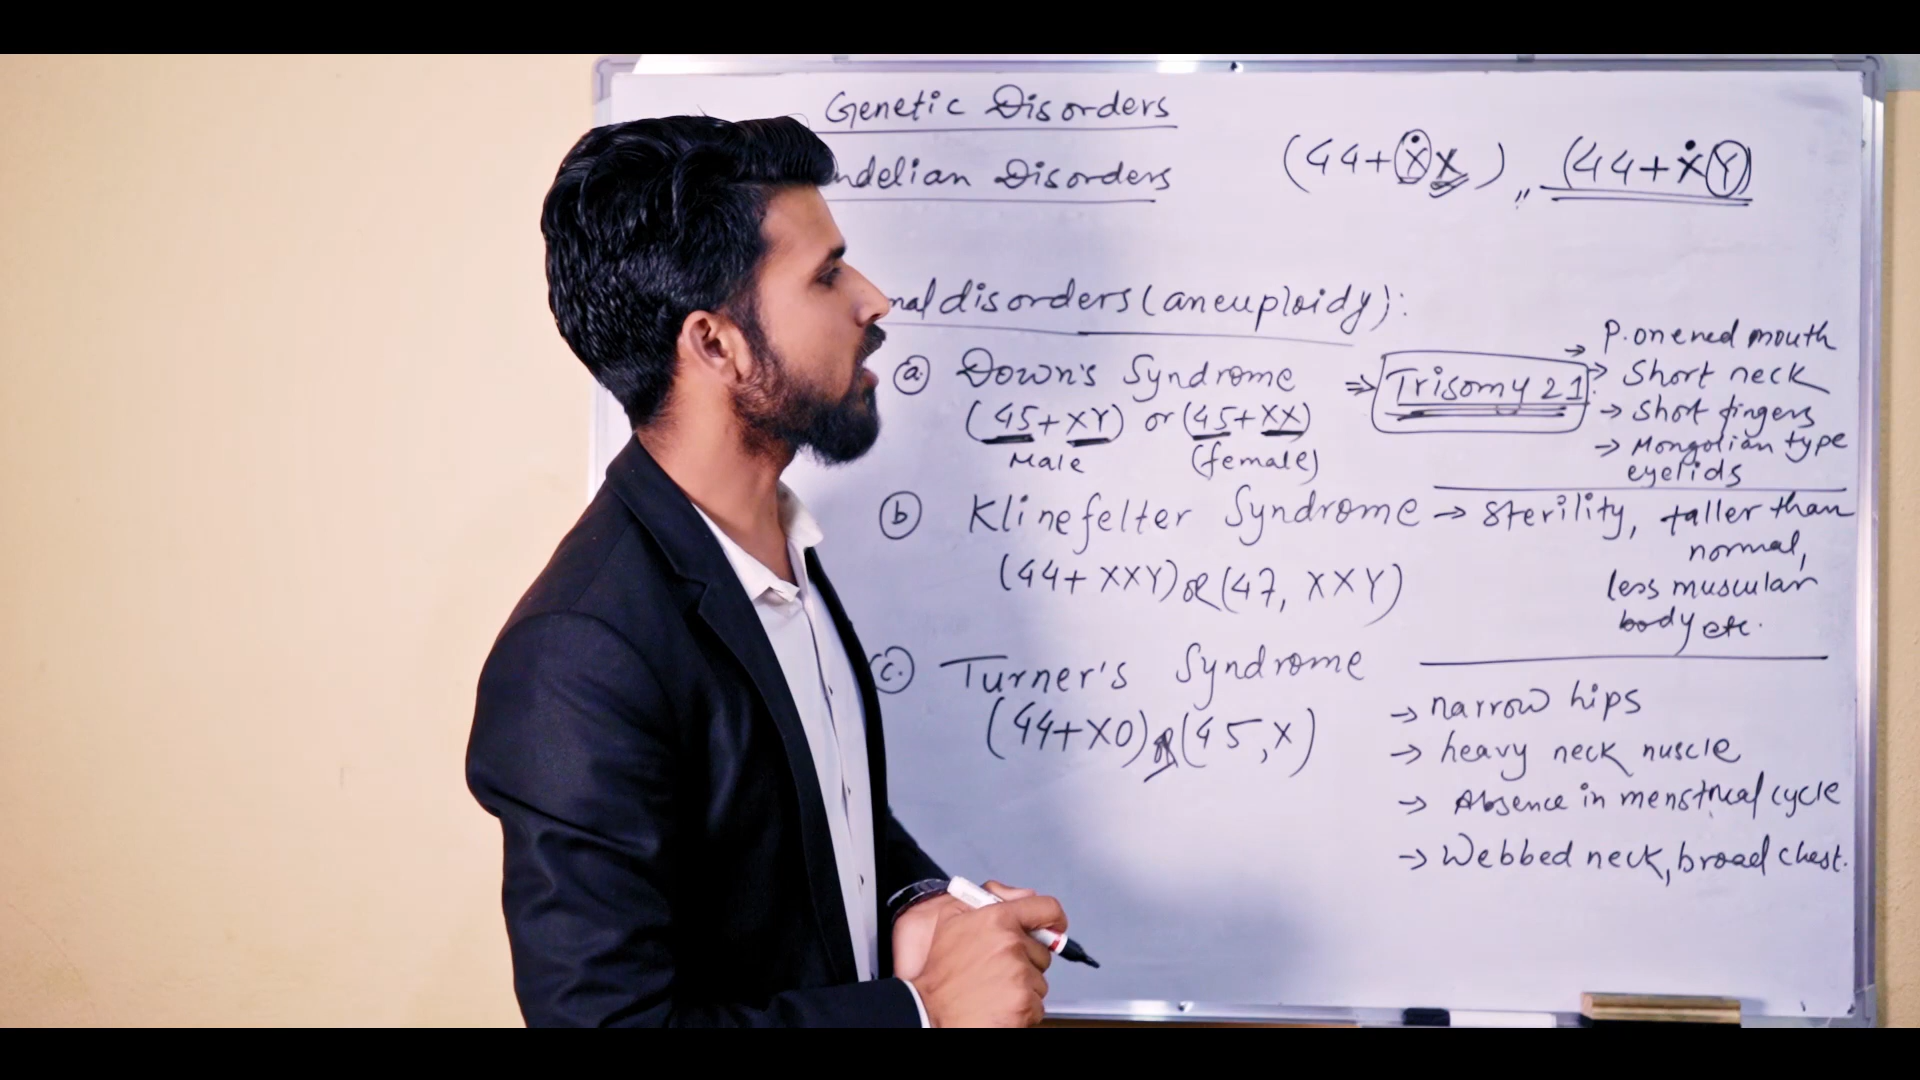 Genetic Disorders
ndelian Disorders
(44+XX) ,, (44+XY)
nal disorders (aneuploidy):
(a) Down's Syndrome ⇒ Trisomy 21
(45+XY) or (45+XX)
Male (female)
→ P. onened mouth
→ Short neck
→ Short fingers
→ Mongolian type
eyelids
(b) Klinefelter Syndrome → Sterility, taller than
normal,
less muscular
body etc.
(44+XXY) or (47, XXY)
(c.) Turner's Syndrome
(44+XO) or (45,X)
→ narrow hips
→ heavy neck nuscle
→ Absence in menstrual cycle
→ Webbed neck, broad chest.